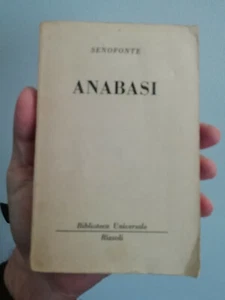 SENOFONTE
ANABASI
Biblioteca Universale
Rizzoli